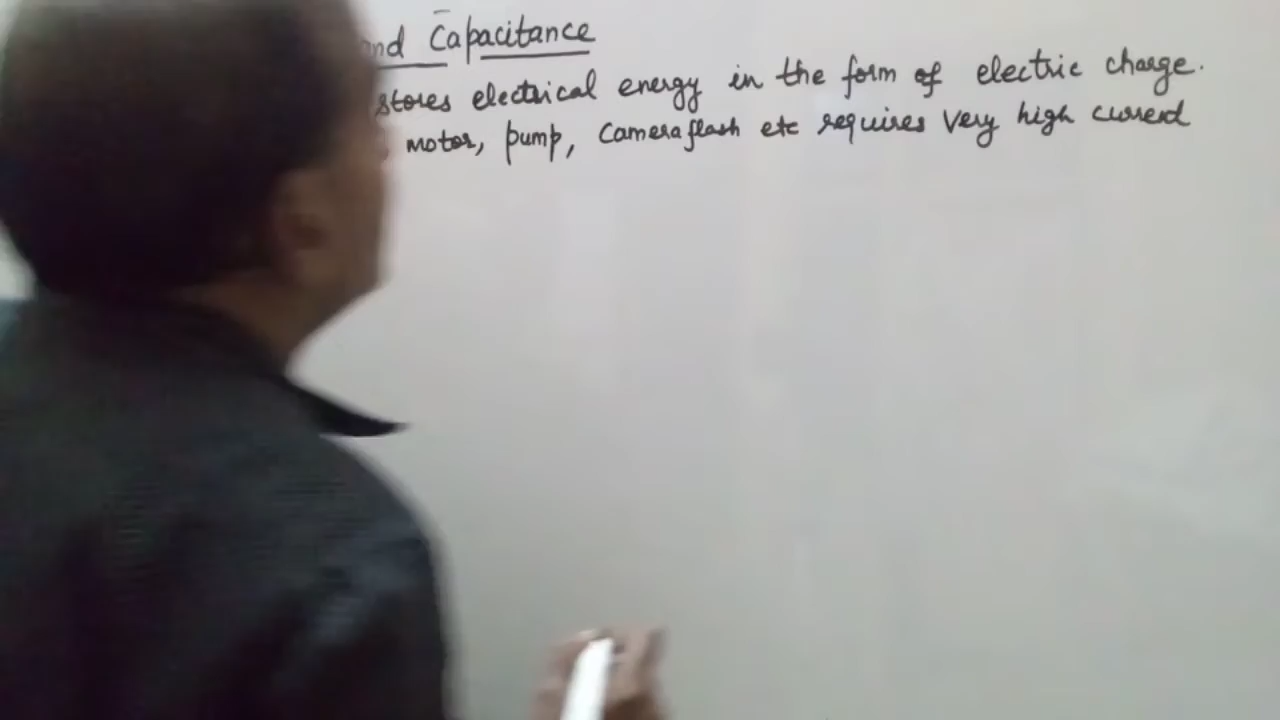 and Capacitance
stores electrical energy in the form of electric charge.
motor, pump, Camera flash etc requires very high current